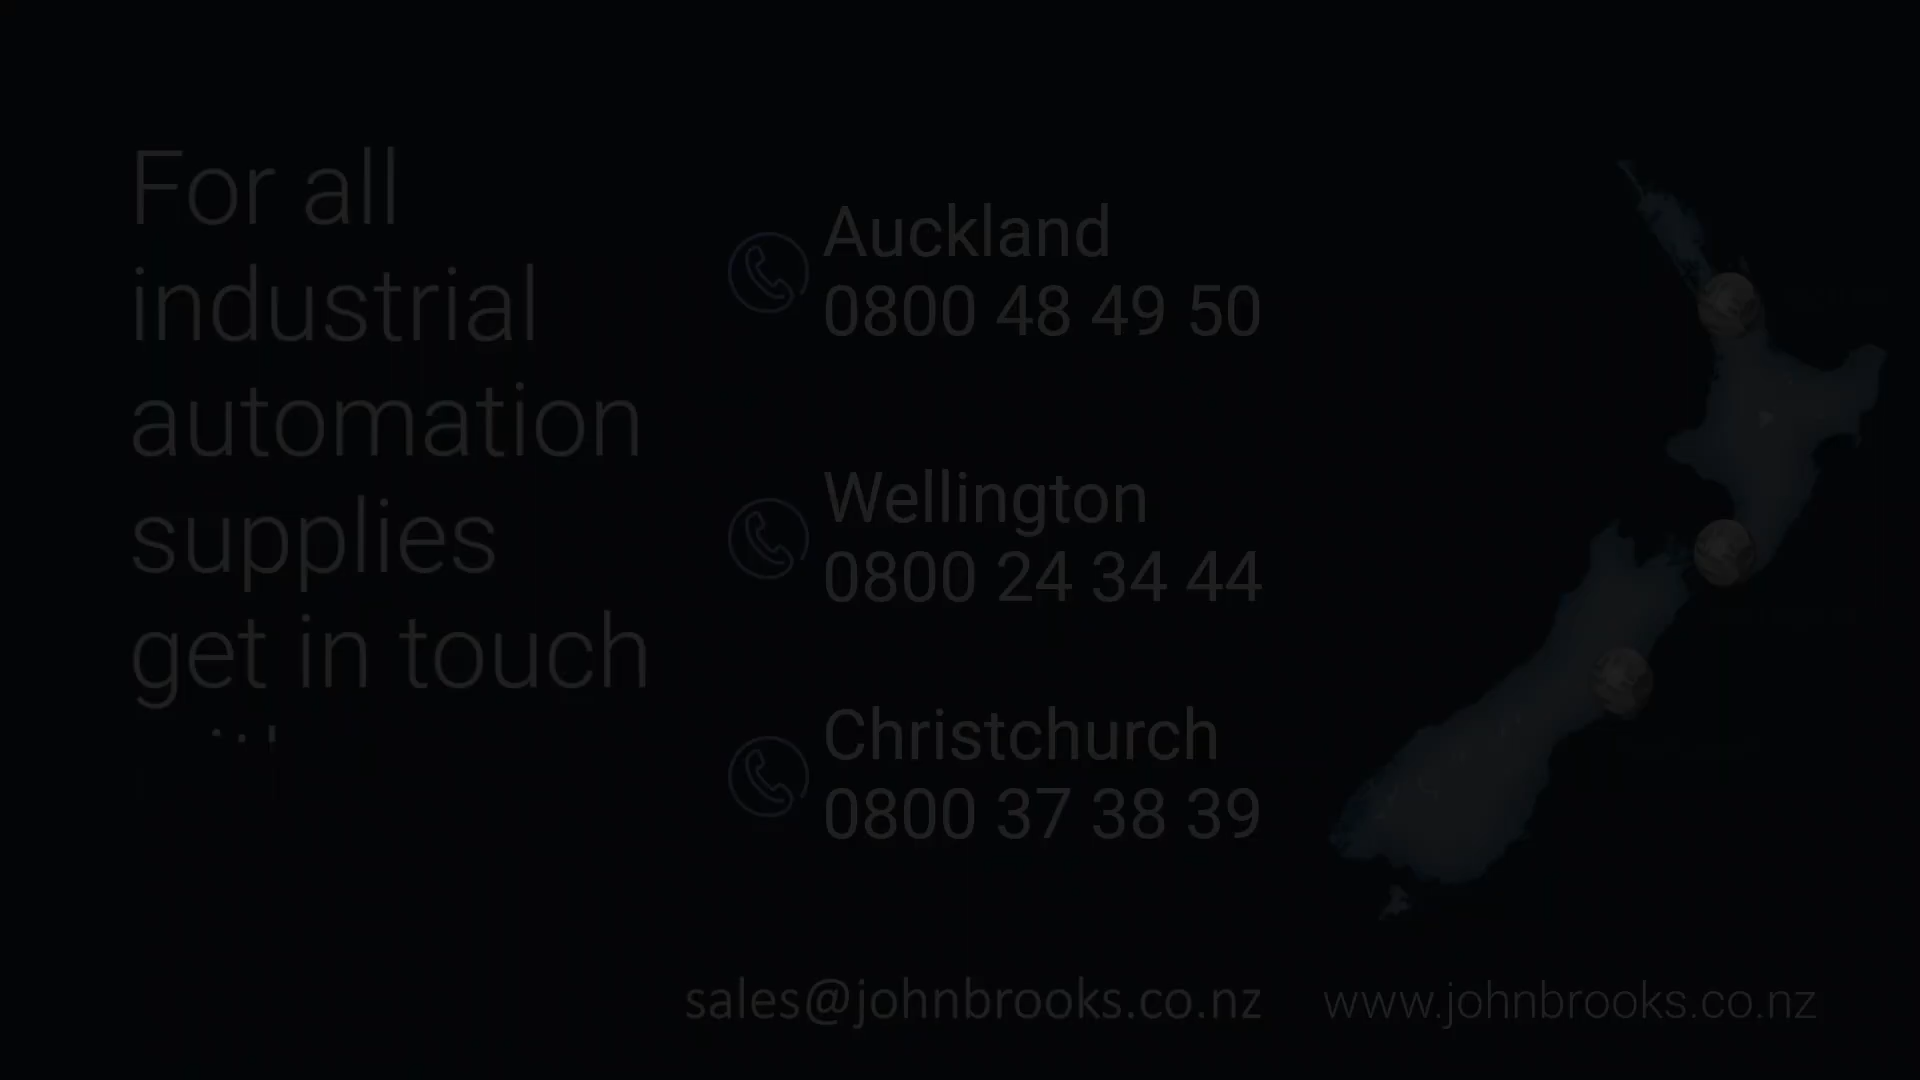 For all
industrial
automation
supplies
get in touch
Auckland
0800 48 49 50
Wellington
0800 24 34 44
Christchurch
0800 37 38 39
sales@johnbrooks.co.nz
www.johnbrooks.co.nz